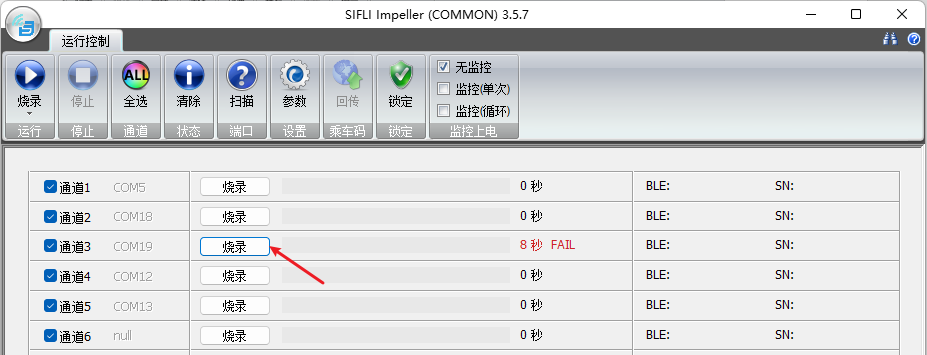 SIFLI Impeller (COMMON) 3.5.7
运行控制
烧录 停止 全选 清除 扫描 参数 回传 锁定
ALL
无监控
监控(单次)
监控(循环)
运行 停止 通道 状态 端口 设置 乘车码 锁定 监控上电
通道1 COM5 烧录 0 秒 BLE: SN:
通道2 COM18 烧录 0 秒 BLE: SN:
通道3 COM19 烧录 8 秒 FAIL BLE: SN:
通道4 COM12 烧录 0 秒 BLE: SN:
通道5 COM13 烧录 0 秒 BLE: SN:
通道6 null 烧录 0 秒 BLE: SN: